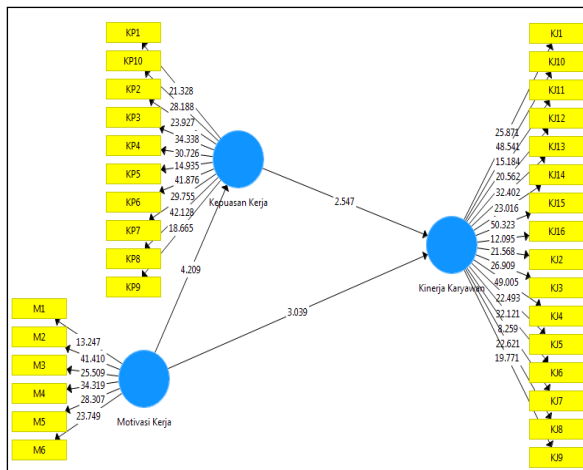 KP1
KP10
KP2
KP3
KP4
KP5
KP6
KP7
KP8
KP9
21.328
28.188
23.927
34.338
30.726
14.935
41.876
29.755
42.128
18.665
Kepuasan Kerja
2.547
4.209
3.039
M1
M2
M3
M4
M5
M6
13.247
41.410
25.509
34.319
28.307
23.749
Motivasi Kerja
Kinerja Karyawan
25.871
48.541
15.184
20.562
32.402
23.016
50.323
12.095
21.568
26.909
49.005
22.493
32.121
8.259
22.621
19.771
KJ1
KJ10
KJ11
KJ12
KJ13
KJ14
KJ15
KJ16
KJ2
KJ3
KJ4
KJ5
KJ6
KJ7
KJ8
KJ9